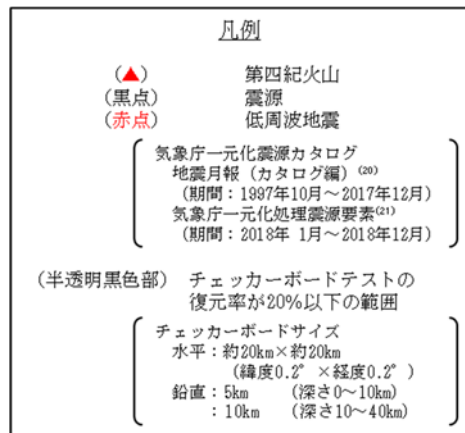 凡例
(▲) 第四紀火山
(黒点) 震源
(赤点) 低周波地震
気象庁一元化震源カタログ
地震月報（カタログ編）(20)
（期間：1997年10月～2017年12月）
気象庁一元化処理震源要素(21)
（期間：2018年 1月～2018年12月）
(半透明黒色部) チェッカーボードテストの
復元率が20%以下の範囲
チェッカーボードサイズ
水平：約20km×約20km
（緯度0.2°×経度0.2°）
鉛直：5km （深さ0～10km）
：10km （深さ10～40km）